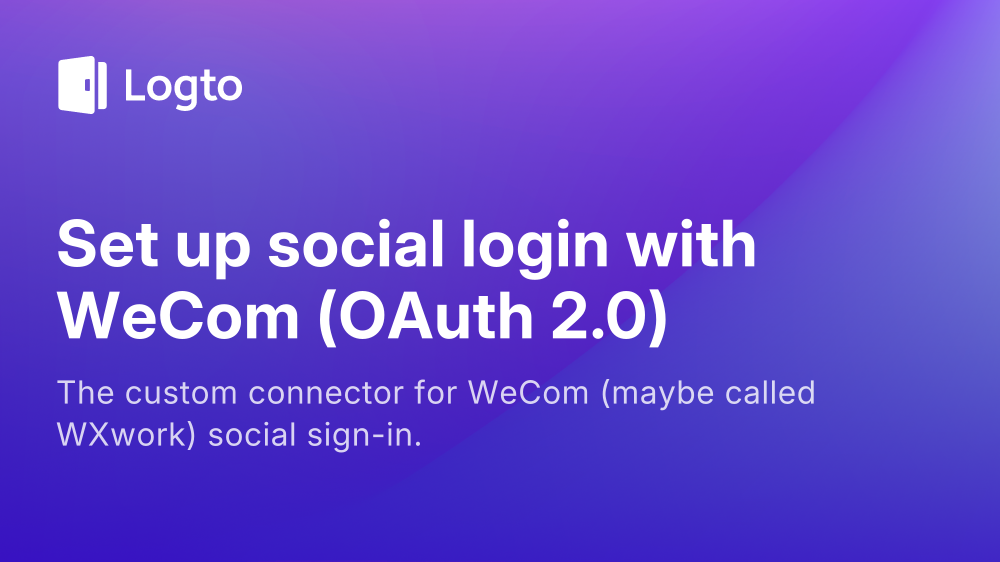 Logto
Set up social login with
WeCom (OAuth 2.0)
The custom connector for WeCom (maybe called
WXwork) social sign-in.